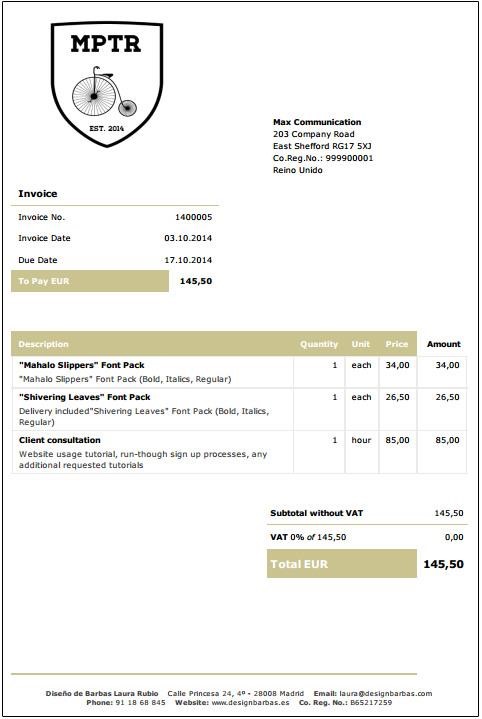 MPTR
EST. 2014
Max Communication
203 Company Road
East Shefford RG17 5XJ
Co.Reg.No.: 999900001
Reino Unido
Invoice
Invoice No. 1400005
Invoice Date 03.10.2014
Due Date 17.10.2014
To Pay EUR 145,50
Description Quantity Unit Price Amount
"Mahalo Slippers" Font Pack 1 each 34,00 34,00
"Mahalo Slippers" Font Pack (Bold, Italics, Regular)
"Shivering Leaves" Font Pack 1 each 26,50 26,50
Delivery included"Shivering Leaves" Font Pack (Bold, Italics,
Regular)
Client consultation 1 hour 85,00 85,00
Website usage tutorial, run-though sign up processes, any
additional requested tutorials
Subtotal without VAT 145,50
VAT 0% of 145,50 0,00
Total EUR 145,50
Diseño de Barbas Laura Rubio Calle Princesa 24, 4º - 28008 Madrid Email: laura@designbarbas.com
Phone: 91 18 68 845 Website: www.designbarbas.es Co. Reg. No.: B65217259